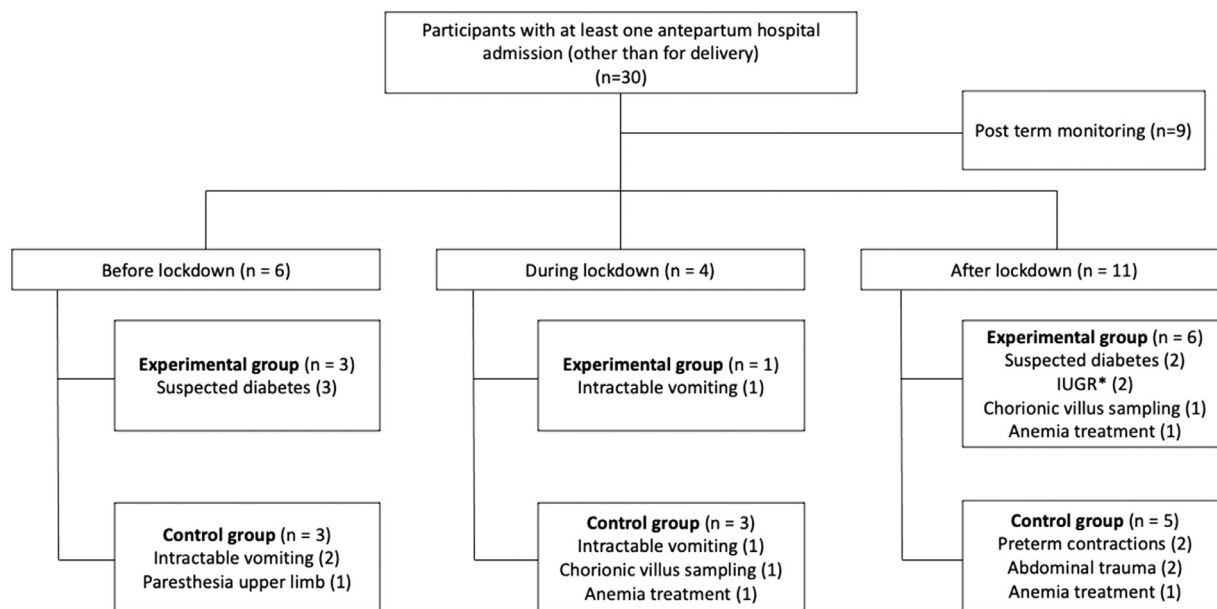 Participants with at least one antepartum hospital
admission (other than for delivery)
(n=30)
Post term monitoring (n=9)
Before lockdown (n = 6)
During lockdown (n = 4)
After lockdown (n = 11)
Experimental group (n = 3)
Suspected diabetes (3)
Experimental group (n = 1)
Intractable vomiting (1)
Experimental group (n = 6)
Suspected diabetes (2)
IUGR* (2)
Chorionic villus sampling (1)
Anemia treatment (1)
Control group (n = 3)
Intractable vomiting (2)
Paresthesia upper limb (1)
Control group (n = 3)
Intractable vomiting (1)
Chorionic villus sampling (1)
Anemia treatment (1)
Control group (n = 5)
Preterm contractions (2)
Abdominal trauma (2)
Anemia treatment (1)